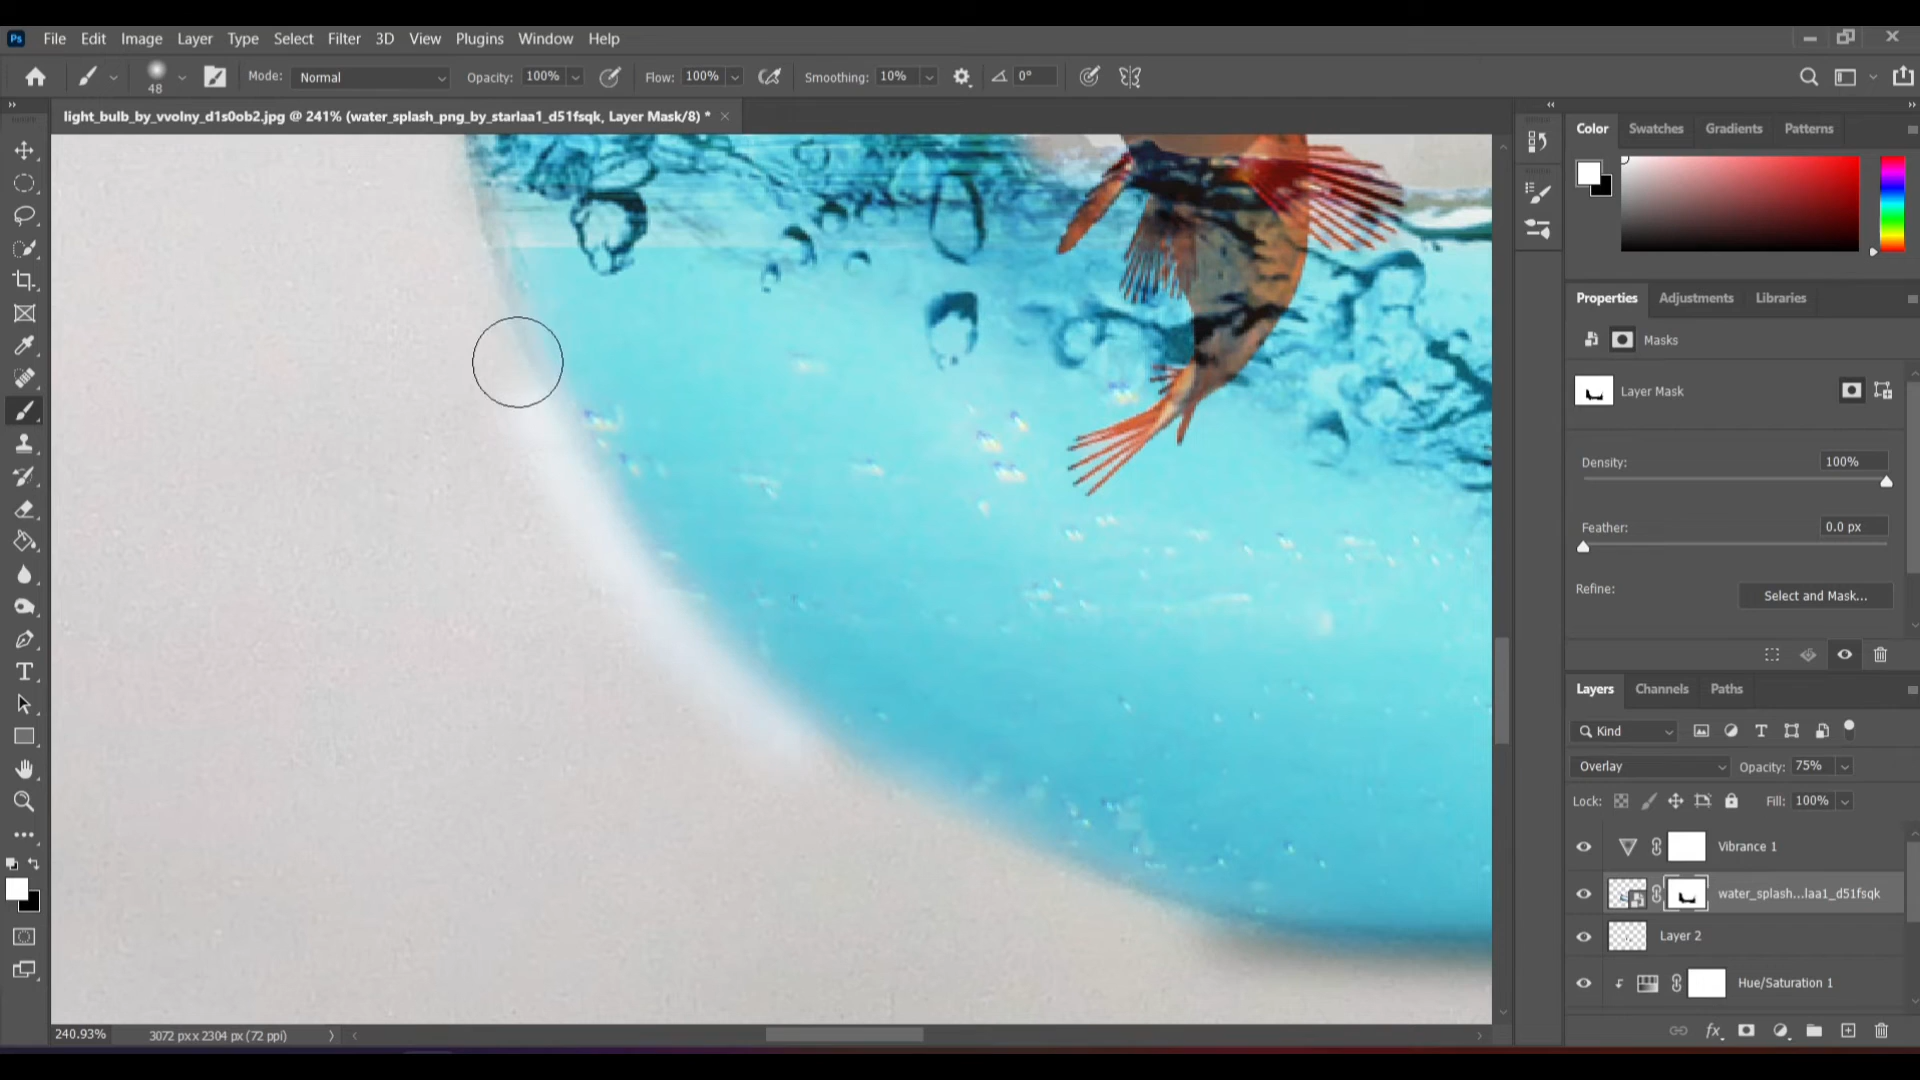 Ps File Edit Image Layer Type Select Filter 3D View Plugins Window Help
48 Mode: Normal Opacity: 100% Flow: 100% Smoothing: 10% 0°
light_bulb_by_vvolny_d1s0ob2.jpg @ 241% (water_splash_png_by_starlaa1_d51fsqk, Layer Mask/8) *
Color Swatches Gradients Patterns
Properties Adjustments Libraries
Masks
Layer Mask
Density: 100%
Feather: 0.0 px
Refine: Select and Mask...
Layers Channels Paths
Kind
Overlay Opacity: 75%
Lock: Fill: 100%
Vibrance 1
water_splash...laa1_d51fsqk
Layer 2
Hue/Saturation 1
fx
240.93% 3072 px x 2304 px (72 ppi)